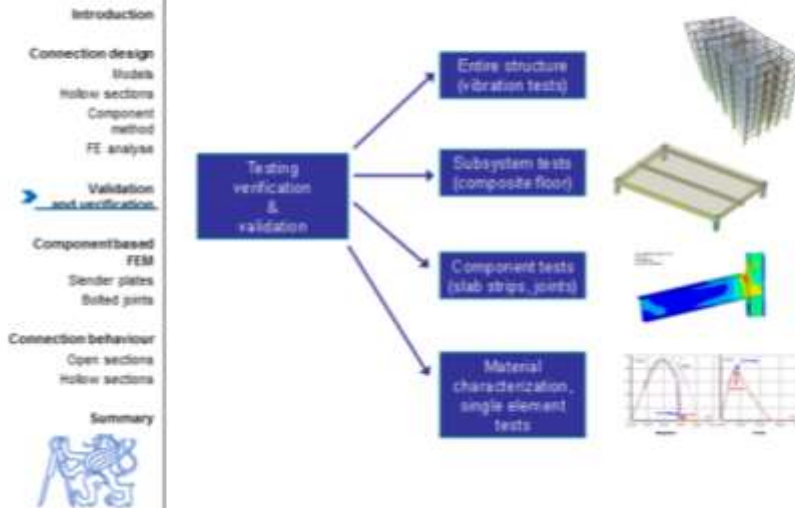 Introduction
Connection design
Models
Hollow sections
Component
method
FE analyse
Validation
and verification
Component based
FEM
Slender plates
Bolted joints
Connection behaviour
Open sections
Hollow sections
Summary
Testing
verification
&
validation
Entire structure
(vibration tests)
Subsystem tests
(composite floor)
Component tests
(slab strips, joints)
Material
characterization,
single element
tests